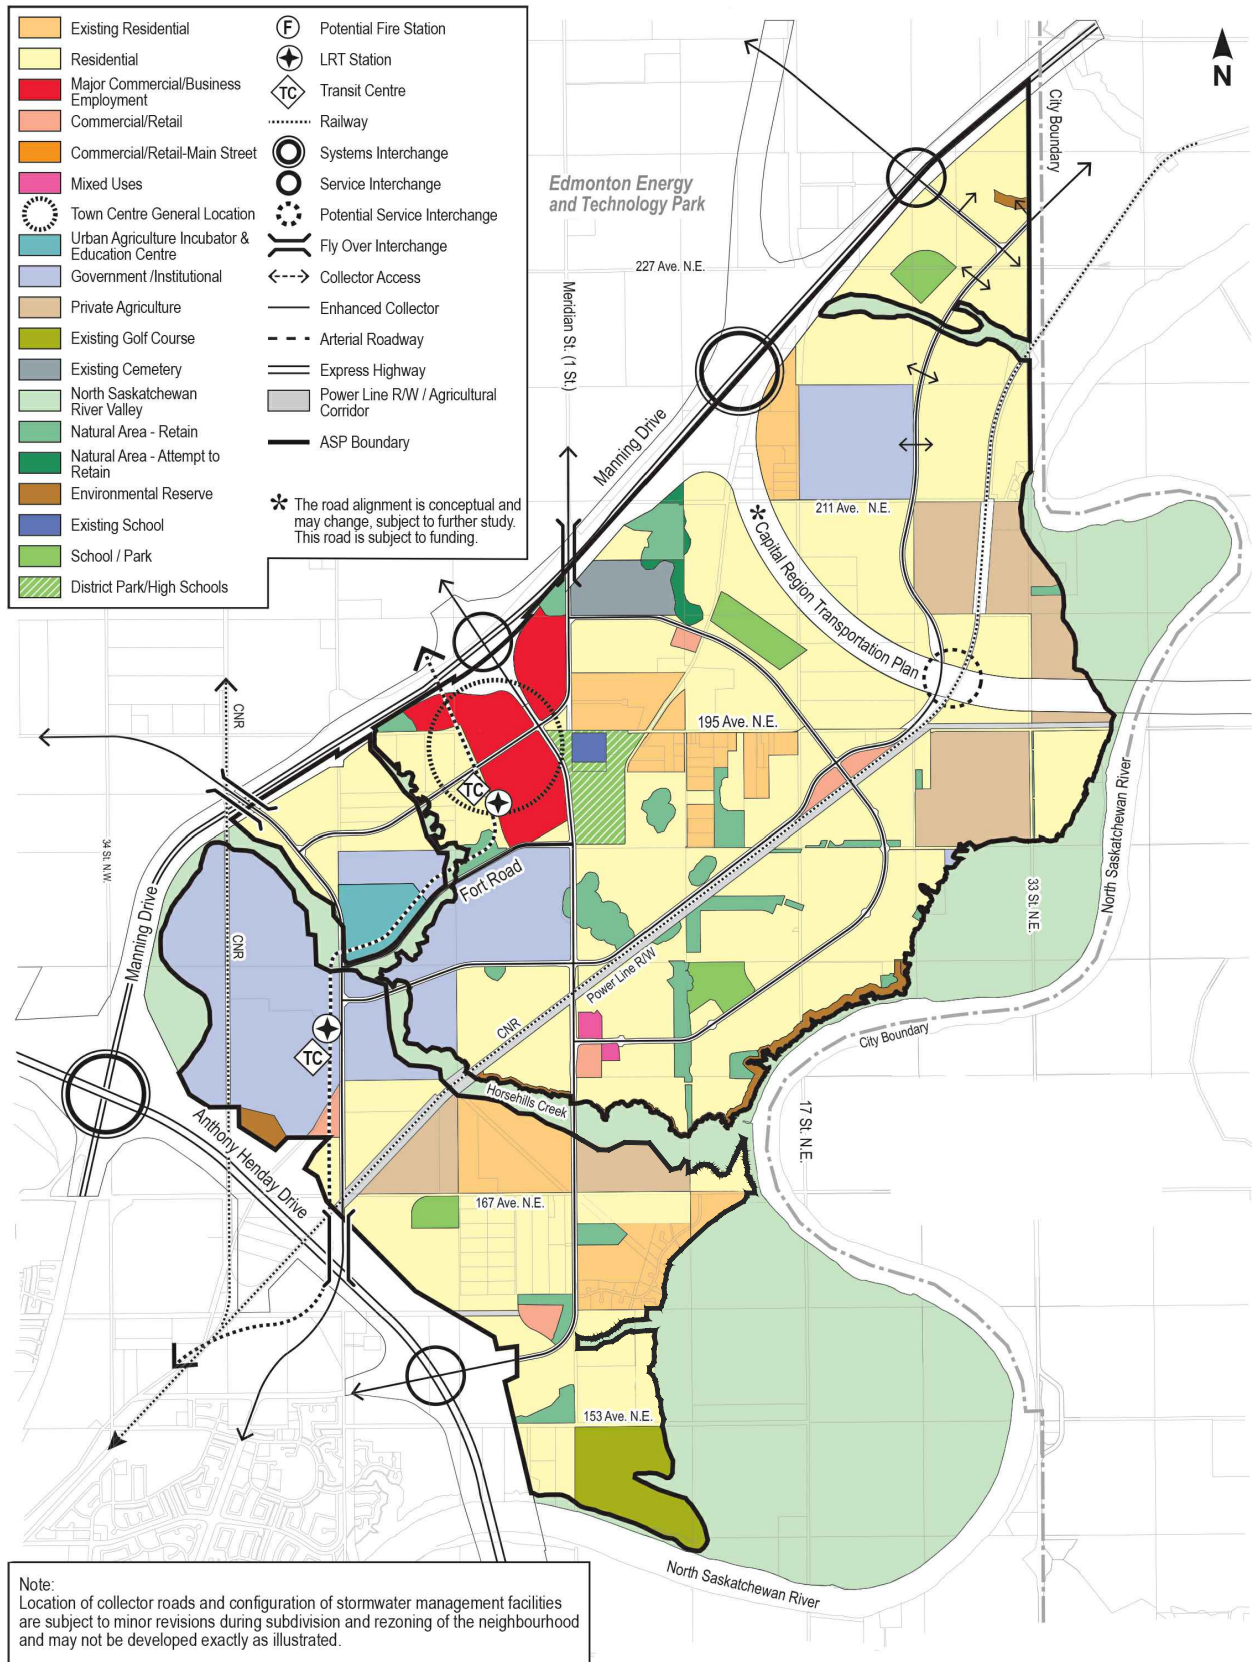 Existing Residential
Residential
Major Commercial/Business
Employment
Commercial/Retail
Commercial/Retail-Main Street
Mixed Uses
Town Centre General Location
Urban Agriculture Incubator &
Education Centre
Government /Institutional
Private Agriculture
Existing Golf Course
Existing Cemetery
North Saskatchewan
River Valley
Natural Area - Retain
Natural Area - Attempt to
Retain
Environmental Reserve
Existing School
School / Park
District Park/High Schools
F Potential Fire Station
LRT Station
TC Transit Centre
Railway
Systems Interchange
Service Interchange
Potential Service Interchange
Fly Over Interchange
Collector Access
Enhanced Collector
Arterial Roadway
Express Highway
Power Line R/W / Agricultural
Corridor
ASP Boundary
* The road alignment is conceptual and
may change, subject to further study.
This road is subject to funding.
N
City Boundary
Edmonton Energy
and Technology Park
227 Ave. N.E.
Meridian St. (1 St.)
Manning Drive
211 Ave. N.E.
* Capital Region Transportation Plan
195 Ave. N.E.
CNR
TC
34 St. N.W.
Manning Drive
CNR
Fort Road
Power Line R/W
CNR
33 St. N.E.
North Saskatchewan River
City Boundary
TC
Horsehills Creek
17 St. N.E.
Anthony Henday Drive
167 Ave. N.E.
153 Ave. N.E.
North Saskatchewan River
Note:
Location of collector roads and configuration of stormwater management facilities
are subject to minor revisions during subdivision and rezoning of the neighbourhood
and may not be developed exactly as illustrated.